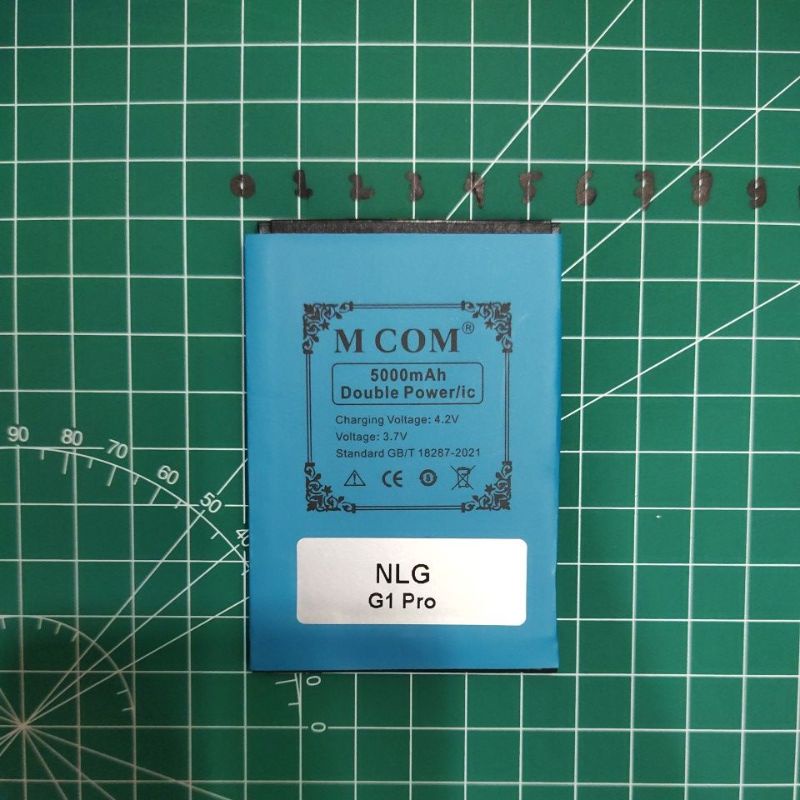 0 1 2 3 4 5 6 7 8 9
M COM®
5000mAh
Double Power/ic
Charging Voltage: 4.2V
Voltage: 3.7V
Standard GB/T 18287-2021
CE
NLG
G1 Pro
90 80 70 60 50 40
0
0